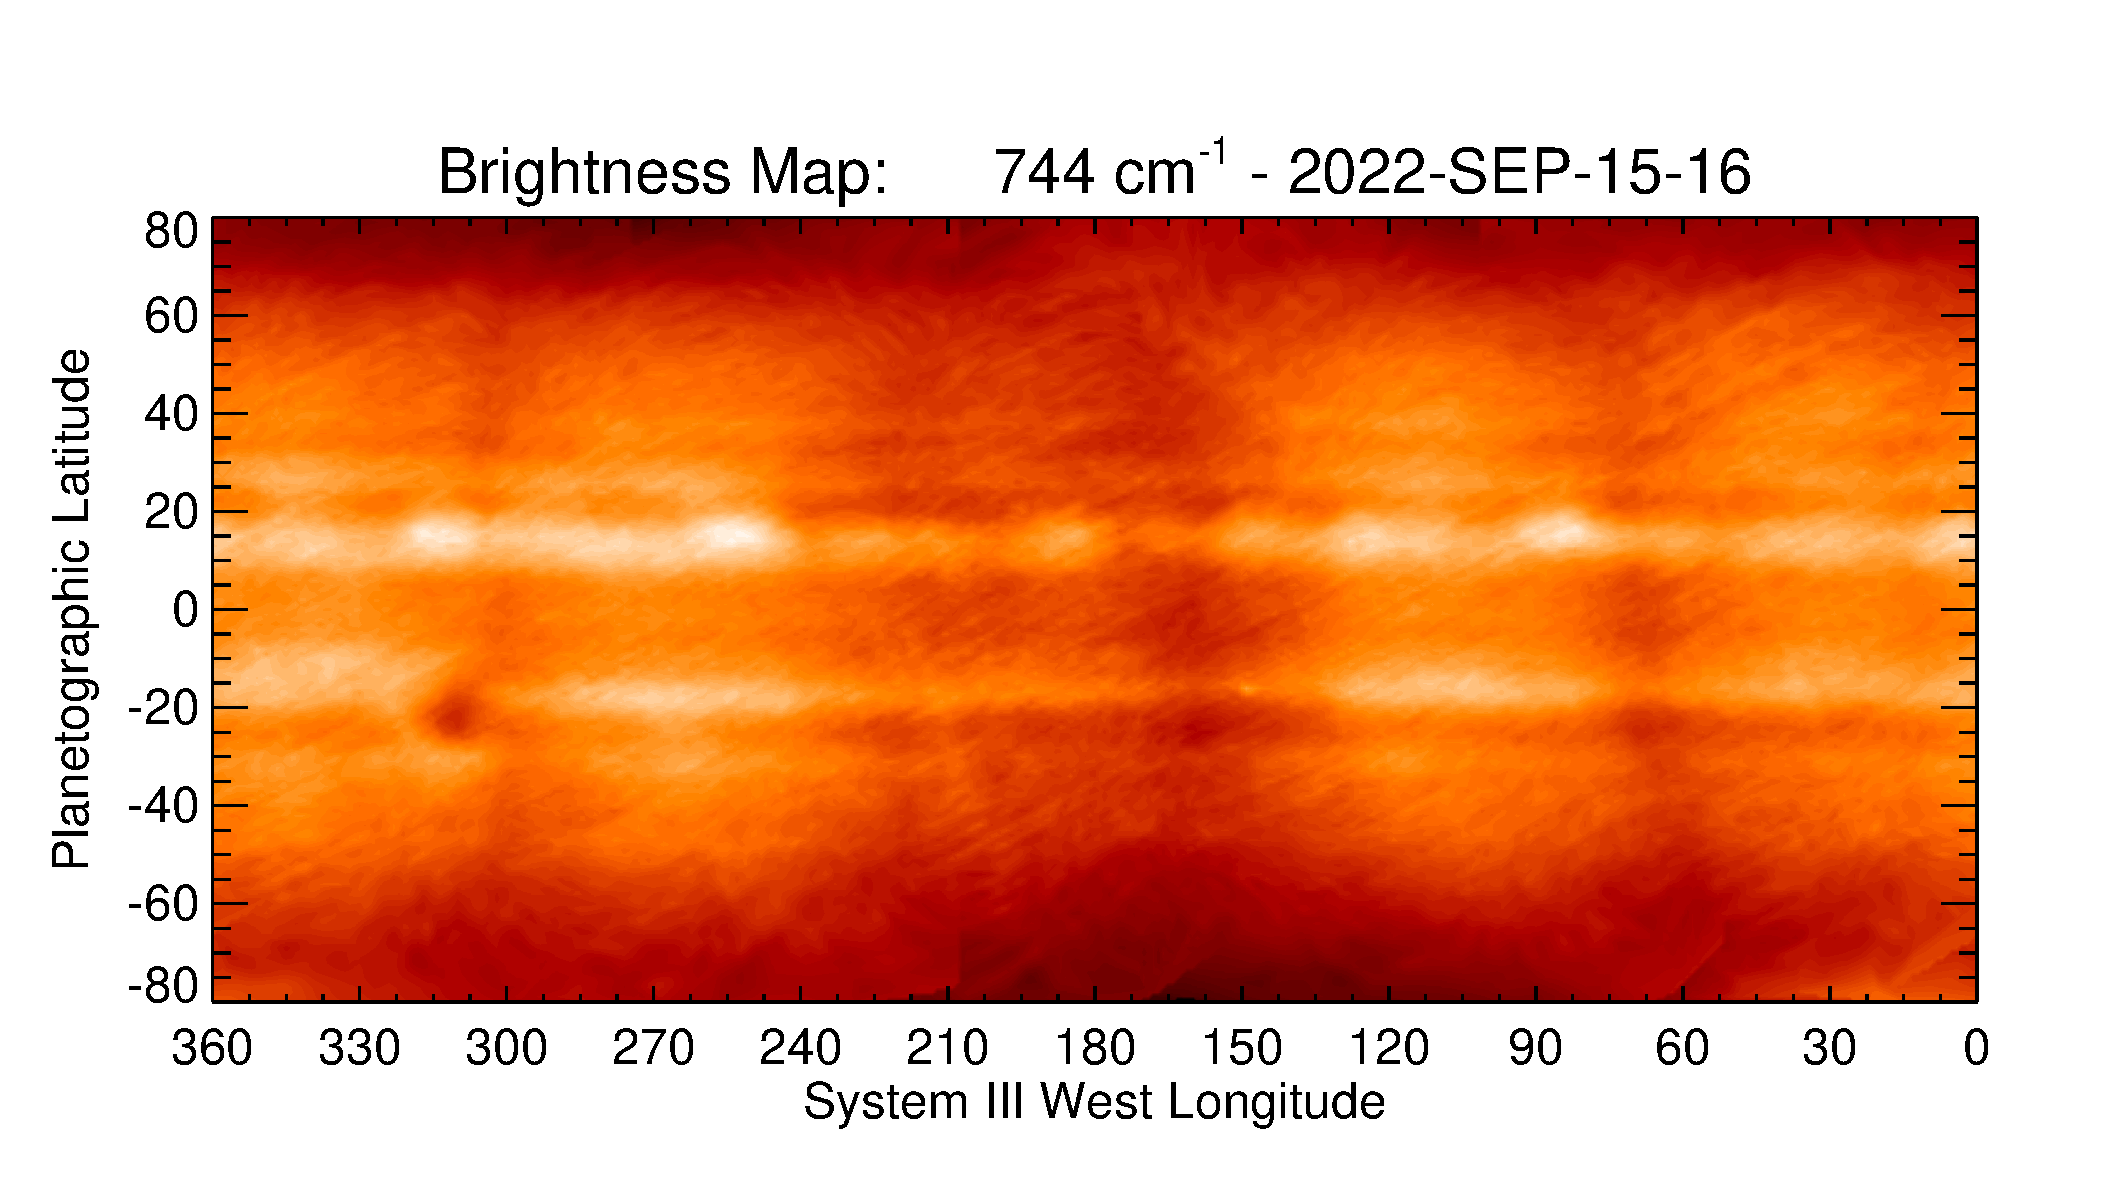 Brightness Map: 744 cm-1 - 2022-SEP-15-16
80
60
40
20
0
-20
-40
-60
-80
Planetographic Latitude
360 330 300 270 240 210 180 150 120 90 60 30 0
System III West Longitude